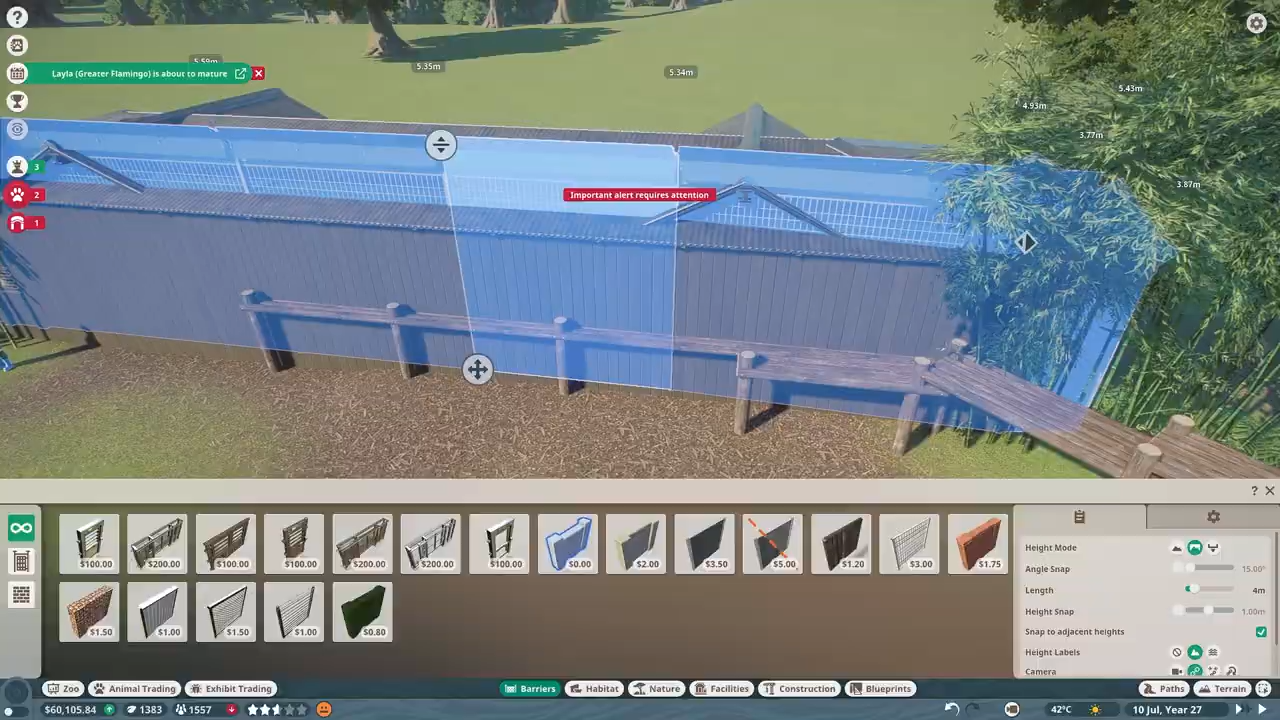 5.59m
5.35m
5.34m
5.43m
4.93m
3.77m
3.87m
Layla (Greater Flamingo) is about to mature
3
2
1
Important alert requires attention
? 
$100.00
$200.00
$100.00
$100.00
$200.00
$200.00
$100.00
$0.00
$2.00
$3.50
$5.00
$1.20
$3.00
$1.75
$1.50
$1.00
$1.50
$1.00
$0.80
Height Mode
Angle Snap 15.00°
Length 4m
Height Snap 1.00m
Snap to adjacent heights
Height Labels
Camera
Zoo
Animal Trading
Exhibit Trading
Barriers
Habitat
Nature
Facilities
Construction
Blueprints
Paths
Terrain
$60,105.84
1383
1557
42°C
10 Jul, Year 27